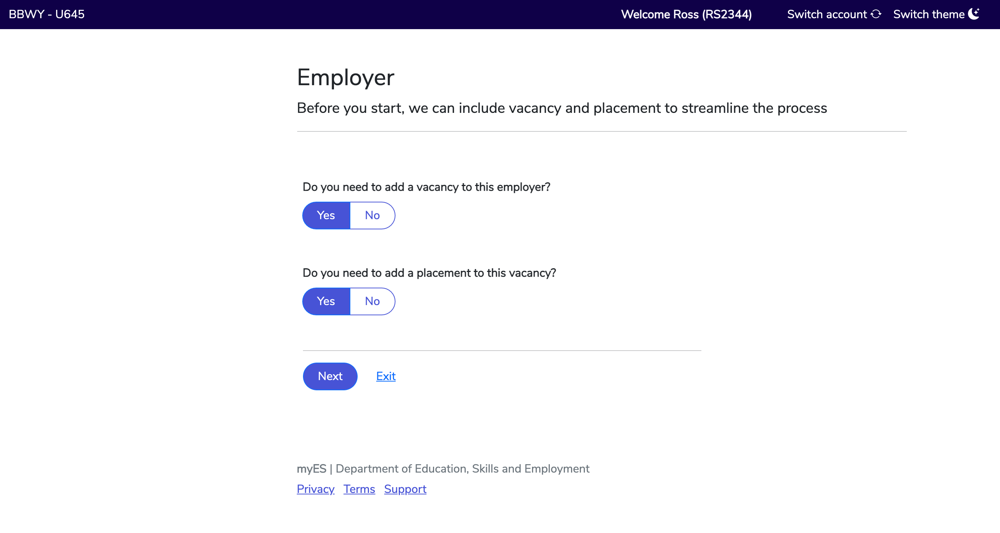 BBWY - U645
Welcome Ross (RS2344)
Switch account
Switch theme
Employer
Before you start, we can include vacancy and placement to streamline the process
Do you need to add a vacancy to this employer?
Yes No
Do you need to add a placement to this vacancy?
Yes No
Next Exit
myES | Department of Education, Skills and Employment
Privacy Terms Support